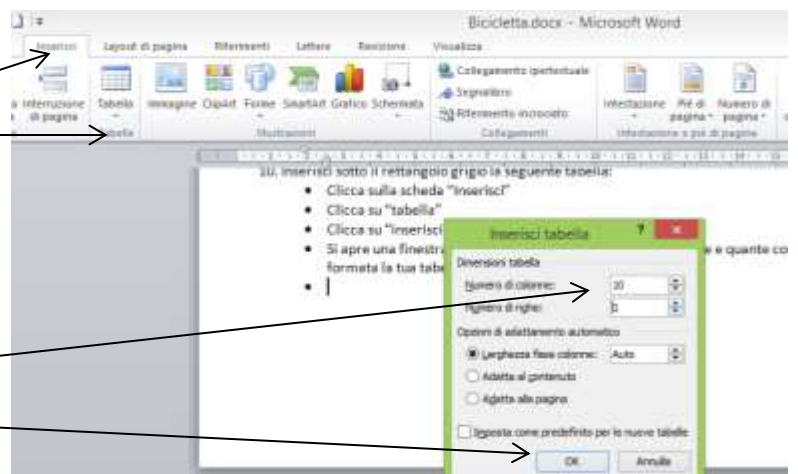 Bicicletta.docx - Microsoft Word
Inserisci Layout di pagina Riferimenti Lettere Revisione Visualizza
Interruzione di pagina
Tabella
Immagine ClipArt Forme SmartArt Grafico Schermata
Collegamento ipertestuale
Segnalibro
Riferimento incrociato
Intestazione
Piè di pagina
Numero di pagina
Tabelle
Illustrazioni
Collegamenti
Intestazione e piè di pagina
10. Inserisci sotto il rettangolo grigio la seguente tabella:
• Clicca sulla scheda "Inserisci"
• Clicca su "tabella"
• Clicca su "inserisci
• Si apre una finestra
e quante co
formata la tua tabe
•
Inserisci tabella ?
Dimensioni tabella
Numero di colonne:
Numero di righe:
Opzioni di adattamento automatico
Larghezza fissa colonne: Auto
Adatta al contenuto
Adatta alla pagina
Imposta come predefinito per le nuove tabelle
OK Annulla